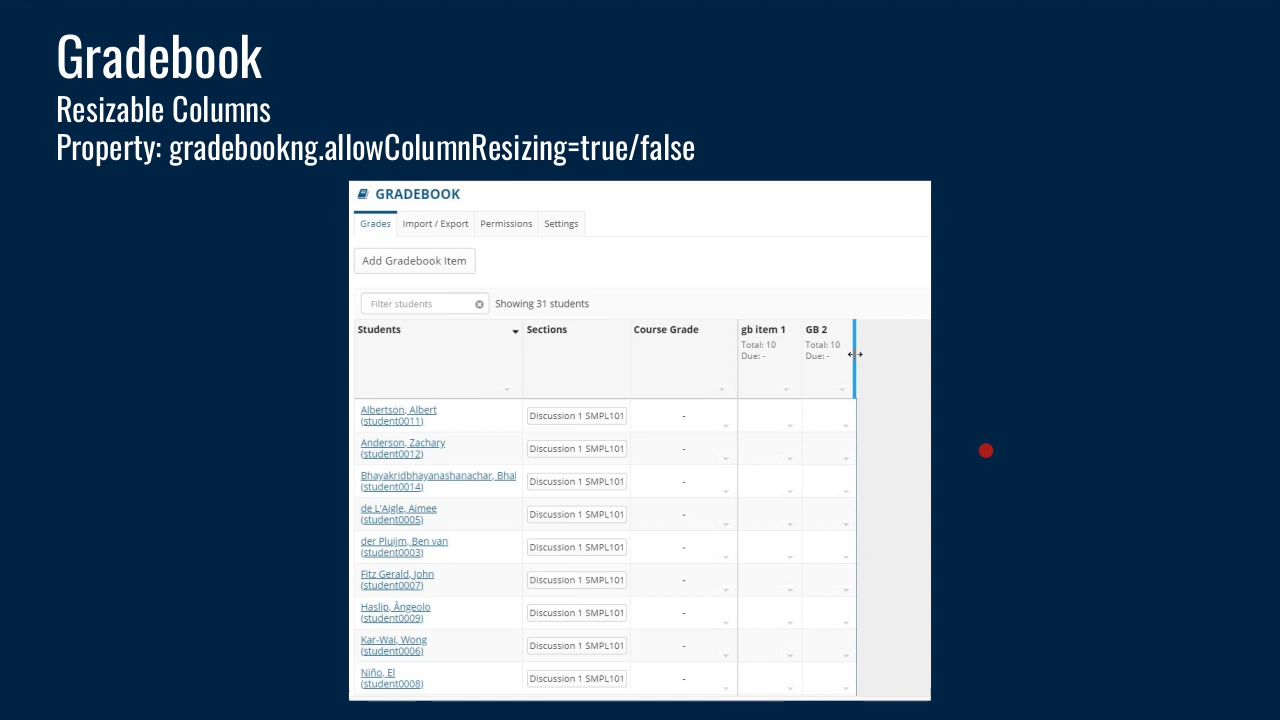 Gradebook
Resizable Columns
Property: gradebookng.allowColumnResizing=true/false
GRADEBOOK
Grades Import / Export Permissions Settings
Add Gradebook Item
Filter students Showing 31 students
Students Sections Course Grade gb item 1 GB 2
Total: 10 Total: 10
Due: - Due: -
Albertson, Albert
(student0011) Discussion 1 SMPL101 -
Anderson, Zachary
(student0012) Discussion 1 SMPL101 -
Bhayakridbhayanashanachar, Bhal
(student0014) Discussion 1 SMPL101 -
de L'Aigle, Aimee
(student0005) Discussion 1 SMPL101 -
der Pluijm, Ben van
(student0003) Discussion 1 SMPL101 -
Fitz Gerald, John
(student0007) Discussion 1 SMPL101 -
Haslip, Ângeolo
(student0009) Discussion 1 SMPL101 -
Kar-Wai, Wong
(student0006) Discussion 1 SMPL101 -
Niño, El
(student0008) Discussion 1 SMPL101 -